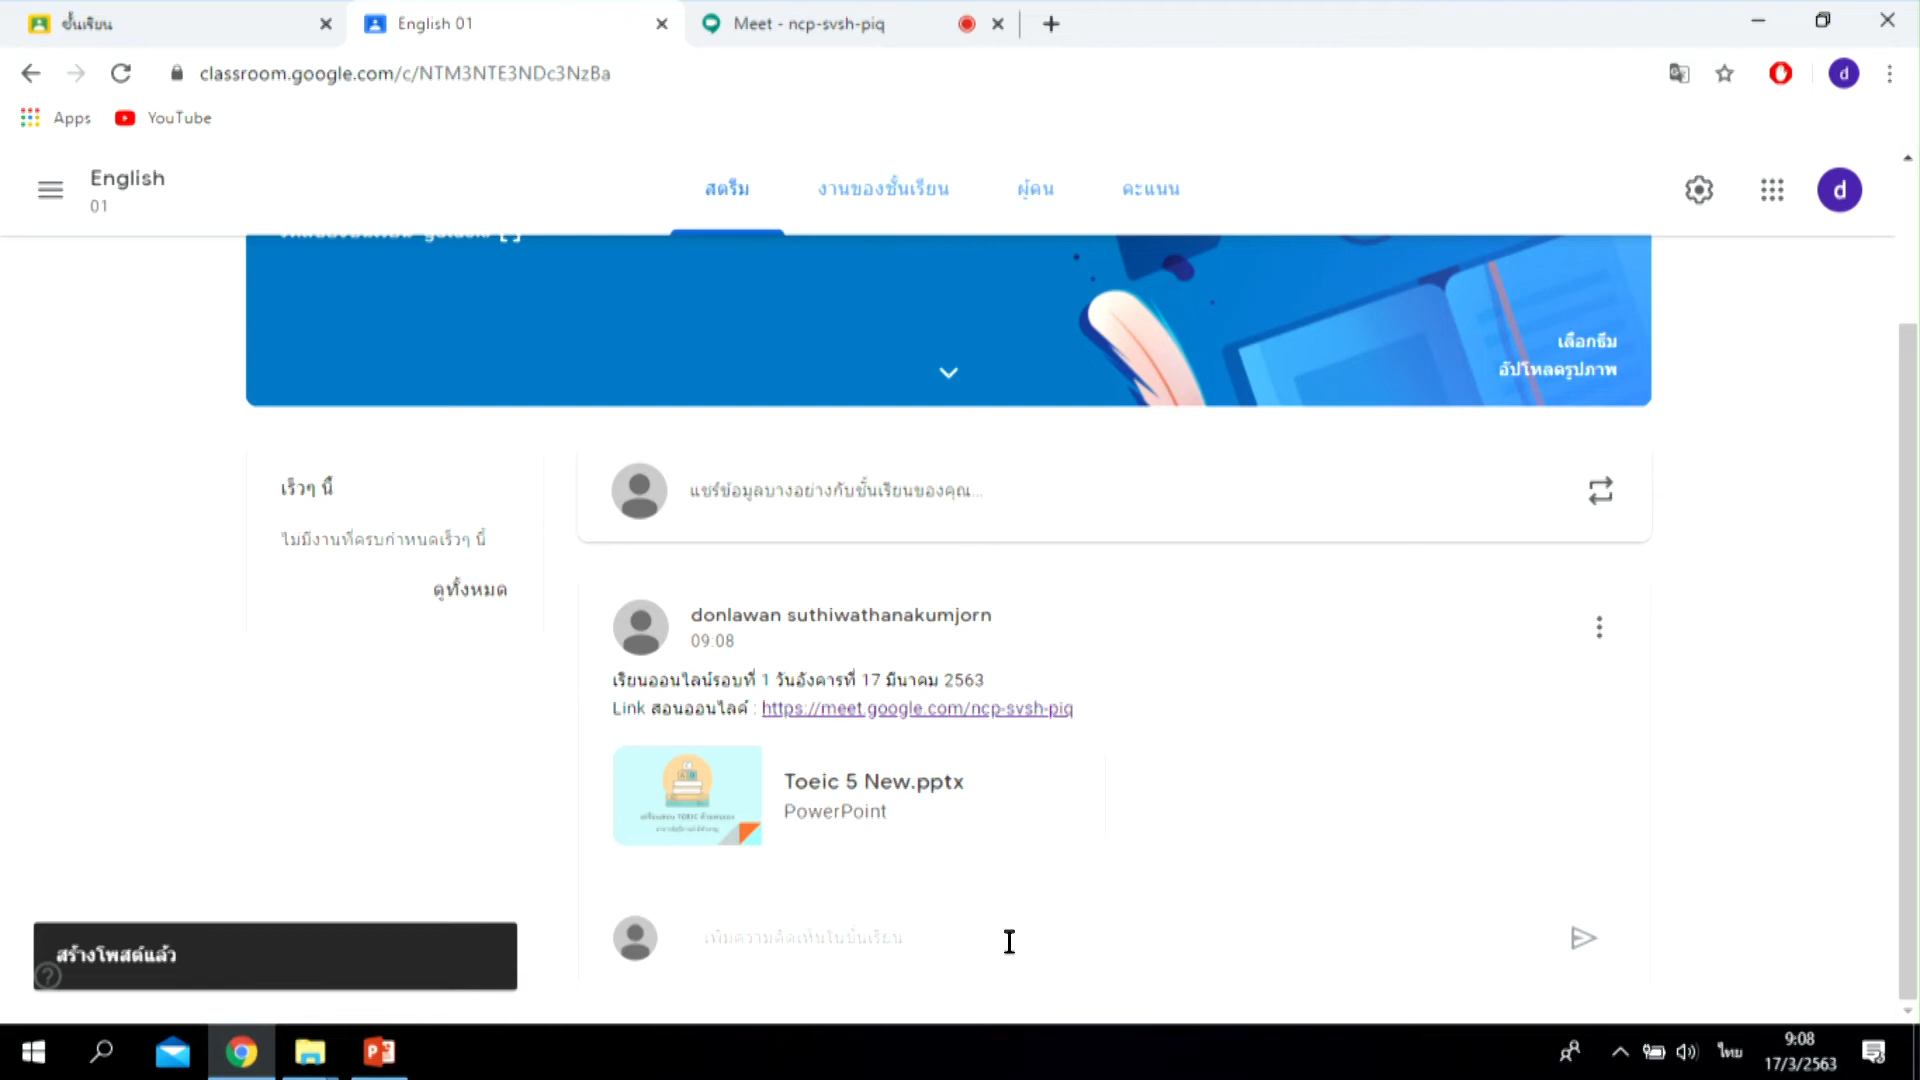 ชั้นเรียน
English 01
Meet - ncp-svsh-piq
classroom.google.com/c/NTM3NTE3NDc3NzBa
d
Apps
YouTube
English
01
สตรีม
งานของชั้นเรียน
ผู้คน
คะแนน
d
เลือกธีม
อัปโหลดรูปภาพ
เร็วๆ นี้
ไม่มีงานที่ครบกำหนดเร็วๆ นี้
ดูทั้งหมด
แชร์ข้อมูลบางอย่างกับชั้นเรียนของคุณ...
donlawan suthiwathanakumjorn
09:08
เรียนออนไลน์รอบที่ 1 วันอังคารที่ 17 มีนาคม 2563
Link สอนออนไลค์ : https://meet.google.com/ncp-svsh-piq
Toeic 5 New.pptx
PowerPoint
เพิ่มความคิดเห็นในชั้นเรียน
สร้างโพสต์แล้ว
ไทย
9:08
17/3/2563